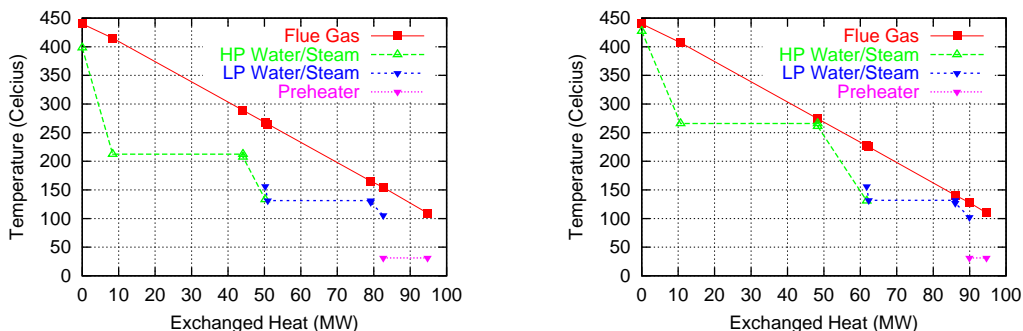 450
400
350
300
250
200
150
100
50
0
Temperature (Celcius)
0 10 20 30 40 50 60 70 80 90 100
Exchanged Heat (MW)
Flue Gas
HP Water/Steam
LP Water/Steam
Preheater
450
400
350
300
250
200
150
100
50
0
Temperature (Celcius)
0 10 20 30 40 50 60 70 80 90 100
Exchanged Heat (MW)
Flue Gas
HP Water/Steam
LP Water/Steam
Preheater